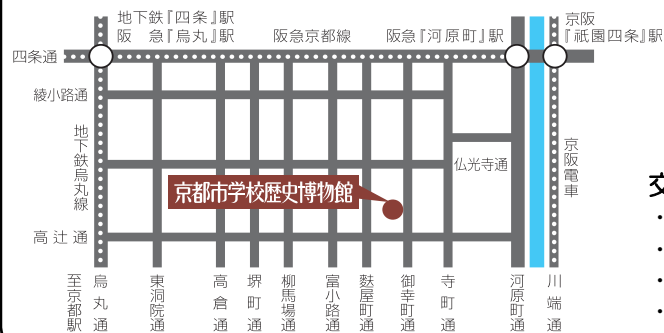 地下鉄『四条』駅
阪 急『烏丸』駅
阪急京都線
阪急『河原町』駅
京阪
『祇園四条』駅
四条通
綾小路通
地下鉄烏丸線
仏光寺通
京阪電車
京都市学校歴史博物館
高辻通
至京都駅
烏丸通
東洞院通
高倉通
堺町通
柳馬場通
富小路通
麩屋町通
御幸町通
寺町通
河原町通
川端通
交
・
・
・
・